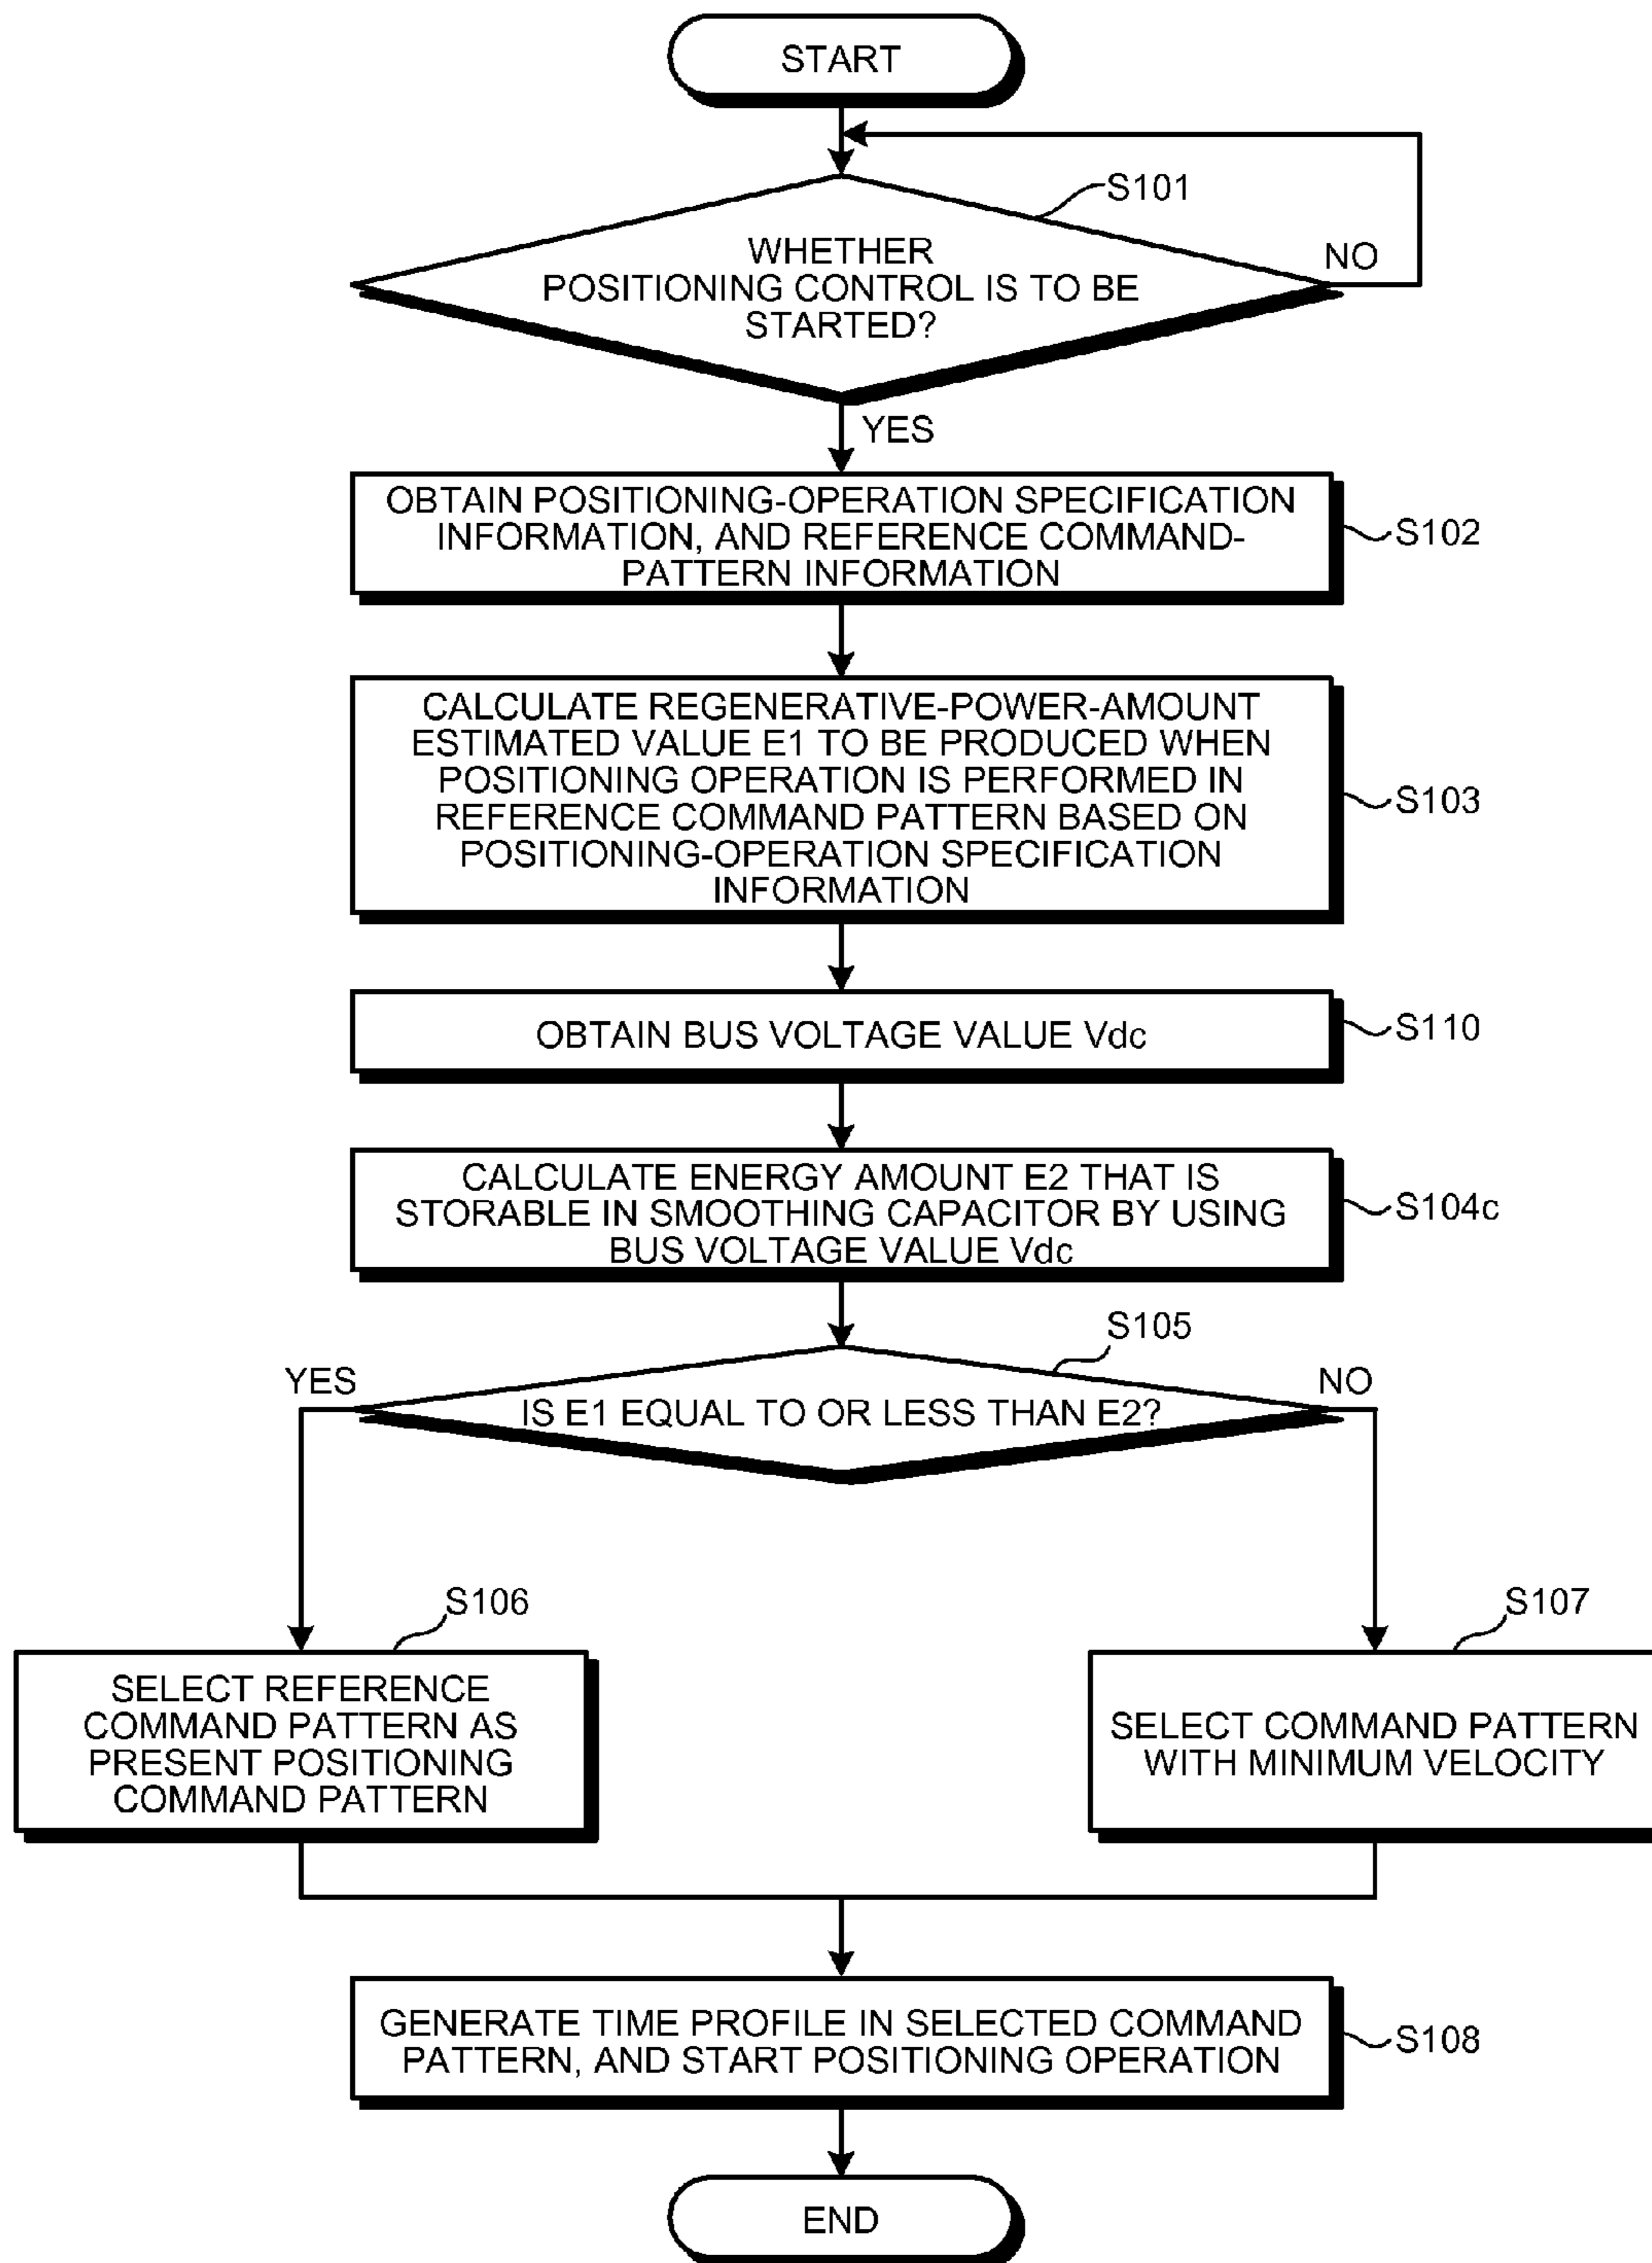 START
S101
WHETHER
POSITIONING CONTROL IS TO BE
STARTED?
NO
YES
OBTAIN POSITIONING-OPERATION SPECIFICATION
INFORMATION, AND REFERENCE COMMAND-
PATTERN INFORMATION
S102
CALCULATE REGENERATIVE-POWER-AMOUNT
ESTIMATED VALUE E1 TO BE PRODUCED WHEN
POSITIONING OPERATION IS PERFORMED IN
REFERENCE COMMAND PATTERN BASED ON
POSITIONING-OPERATION SPECIFICATION
INFORMATION
S103
OBTAIN BUS VOLTAGE VALUE Vdc
S110
CALCULATE ENERGY AMOUNT E2 THAT IS
STORABLE IN SMOOTHING CAPACITOR BY USING
BUS VOLTAGE VALUE Vdc
S104c
S105
YES
IS E1 EQUAL TO OR LESS THAN E2?
NO
S106
SELECT REFERENCE
COMMAND PATTERN AS
PRESENT POSITIONING
COMMAND PATTERN
S107
SELECT COMMAND PATTERN
WITH MINIMUM VELOCITY
GENERATE TIME PROFILE IN SELECTED COMMAND
PATTERN, AND START POSITIONING OPERATION
S108
END